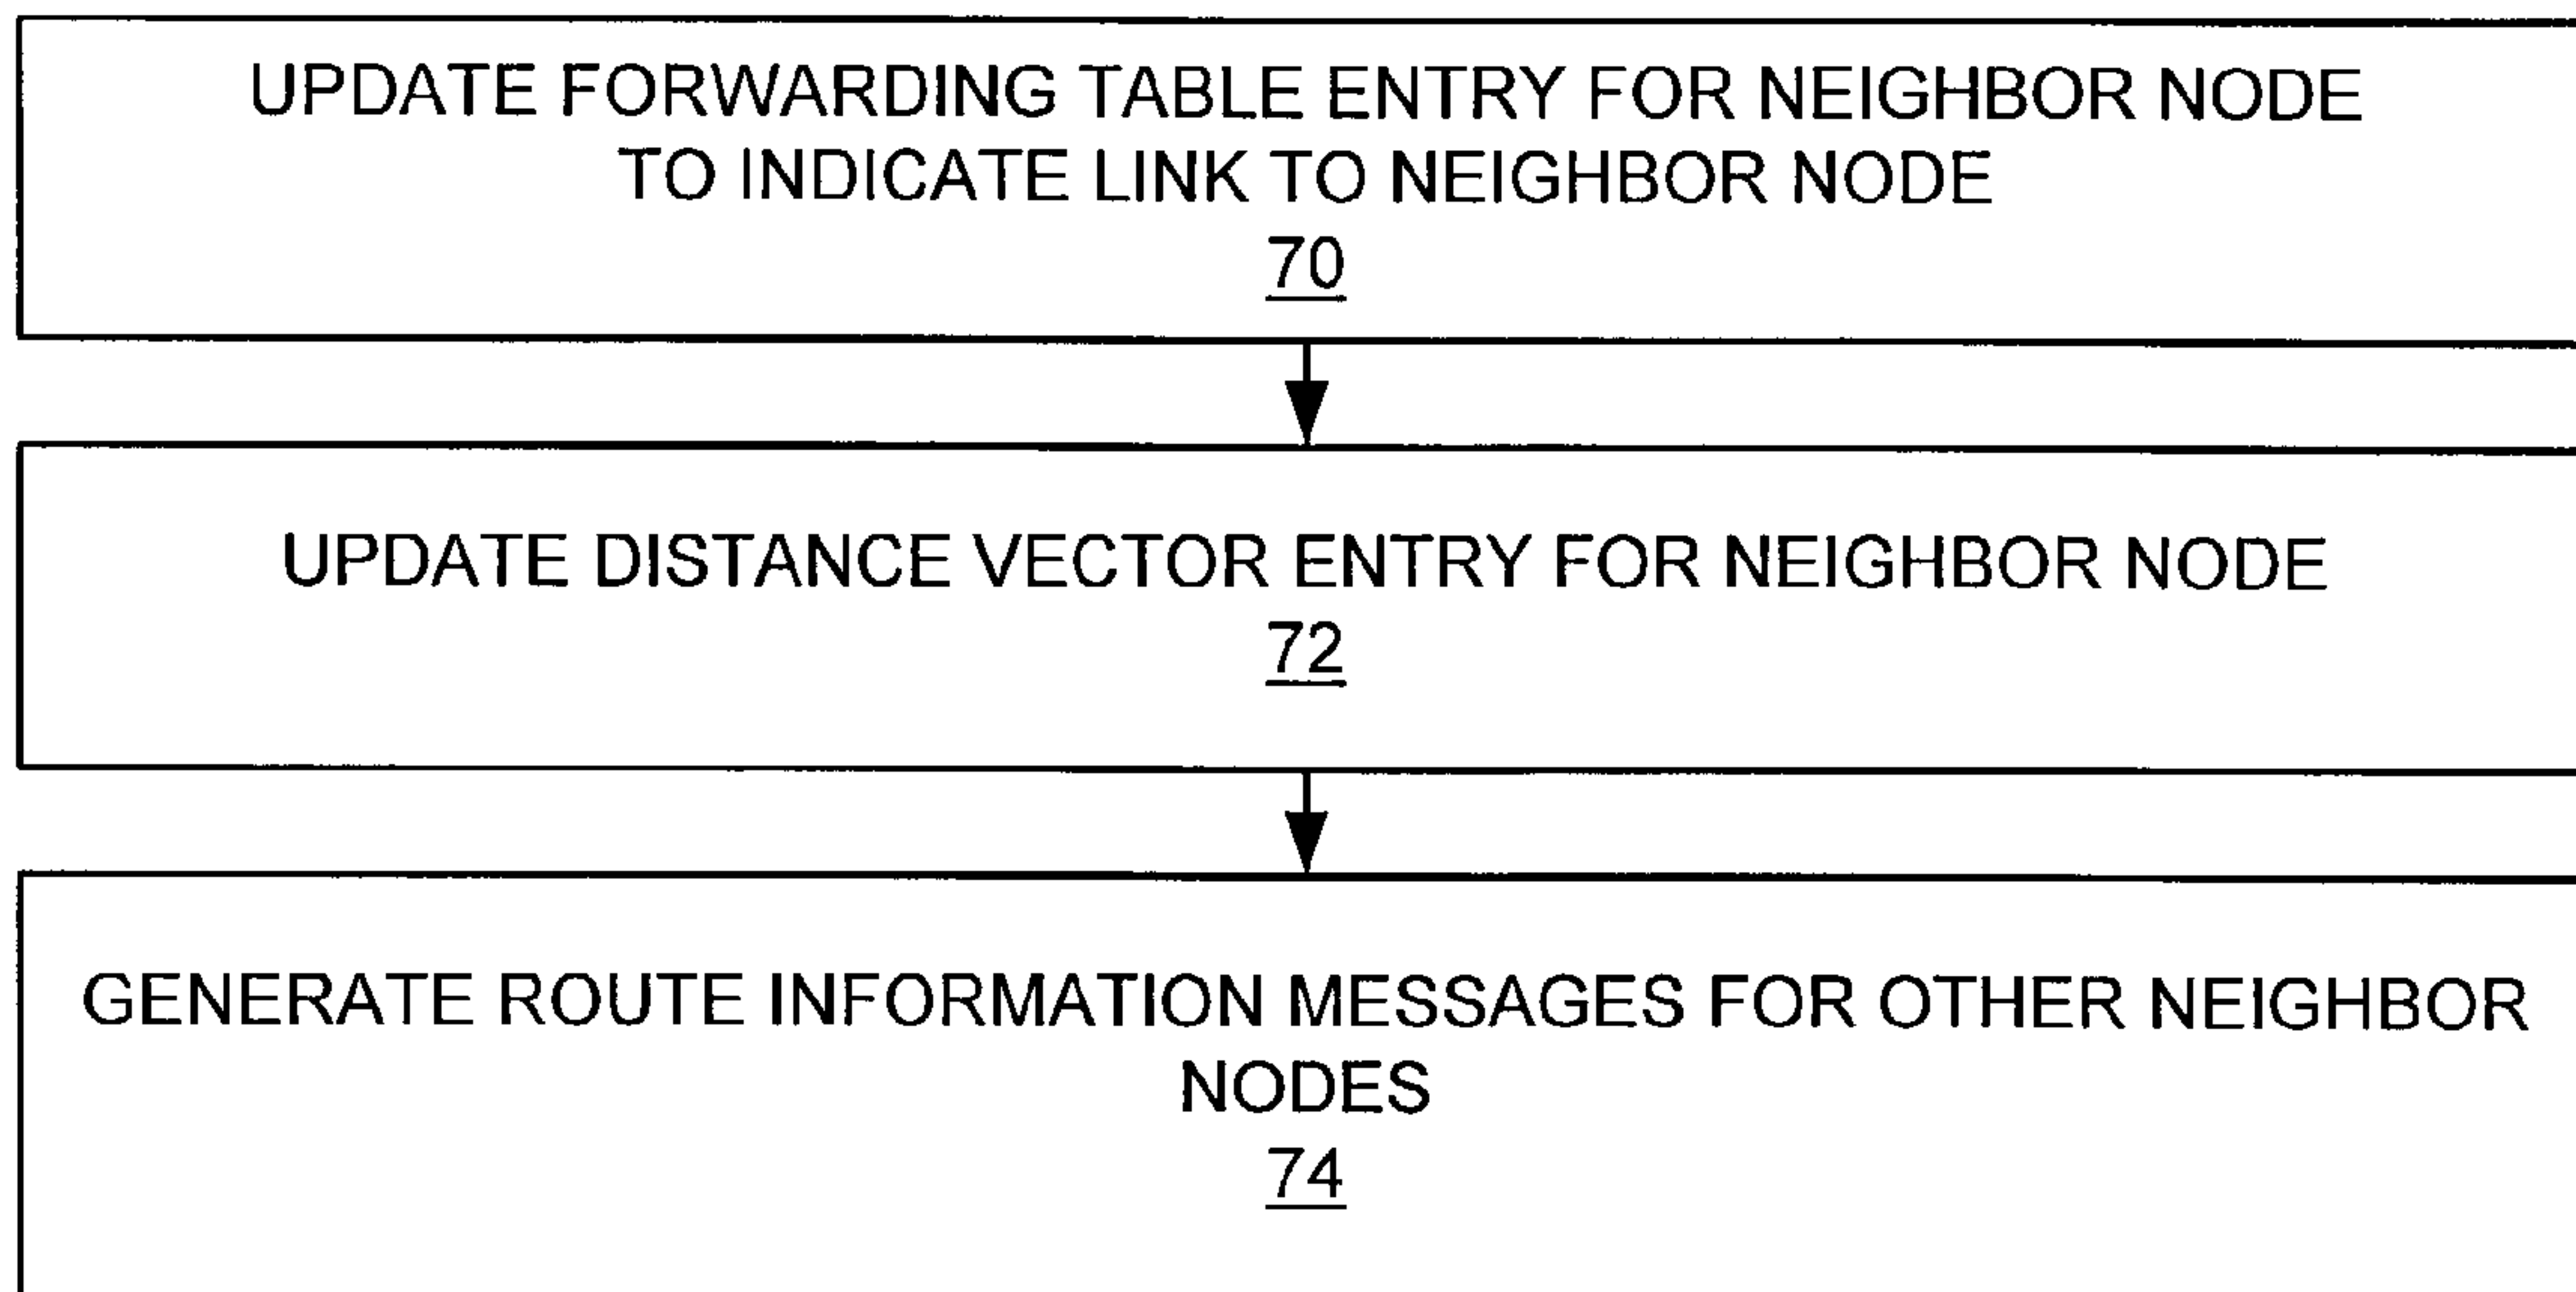 UPDATE FORWARDING TABLE ENTRY FOR NEIGHBOR NODE
TO INDICATE LINK TO NEIGHBOR NODE
70
UPDATE DISTANCE VECTOR ENTRY FOR NEIGHBOR NODE
72
GENERATE ROUTE INFORMATION MESSAGES FOR OTHER NEIGHBOR
NODES
74